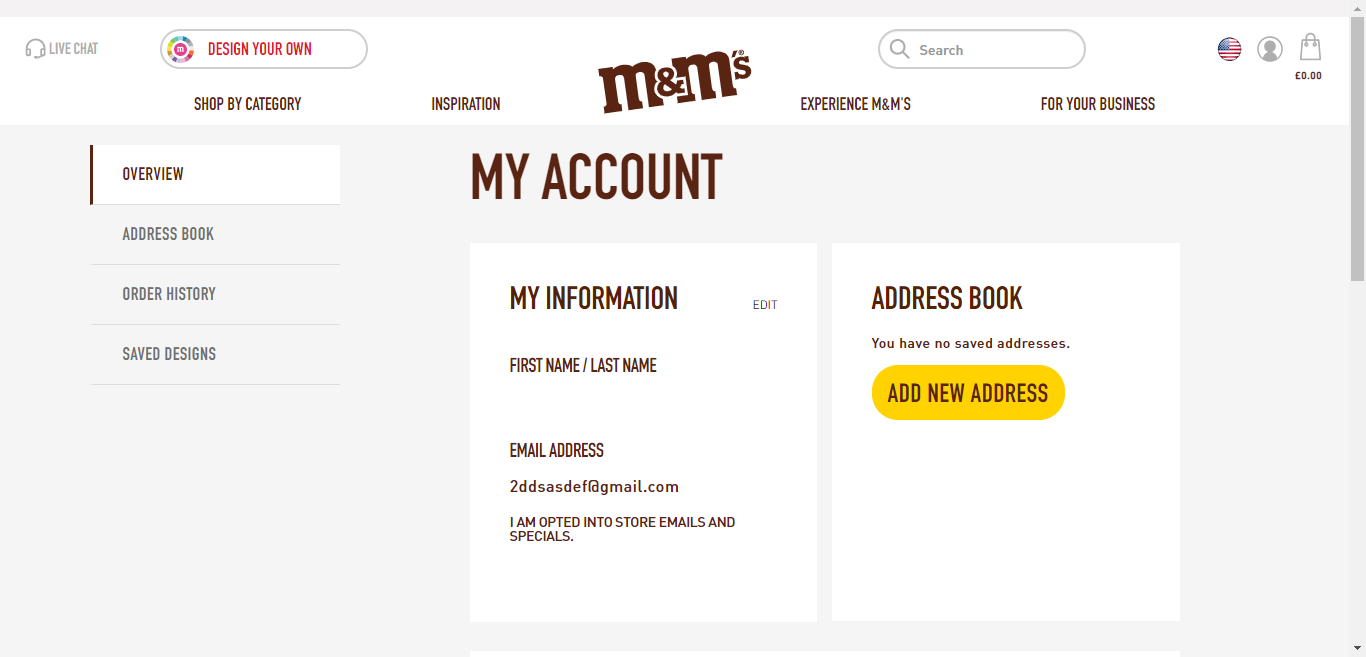 LIVE CHAT
m
DESIGN YOUR OWN
m&m's®
Search
£0.00
SHOP BY CATEGORY
INSPIRATION
EXPERIENCE M&M'S
FOR YOUR BUSINESS
OVERVIEW
ADDRESS BOOK
ORDER HISTORY
SAVED DESIGNS
MY ACCOUNT
MY INFORMATION
EDIT
FIRST NAME / LAST NAME
EMAIL ADDRESS
2ddsasdef@gmail.com
I AM OPTED INTO STORE EMAILS AND
SPECIALS.
ADDRESS BOOK
You have no saved addresses.
ADD NEW ADDRESS